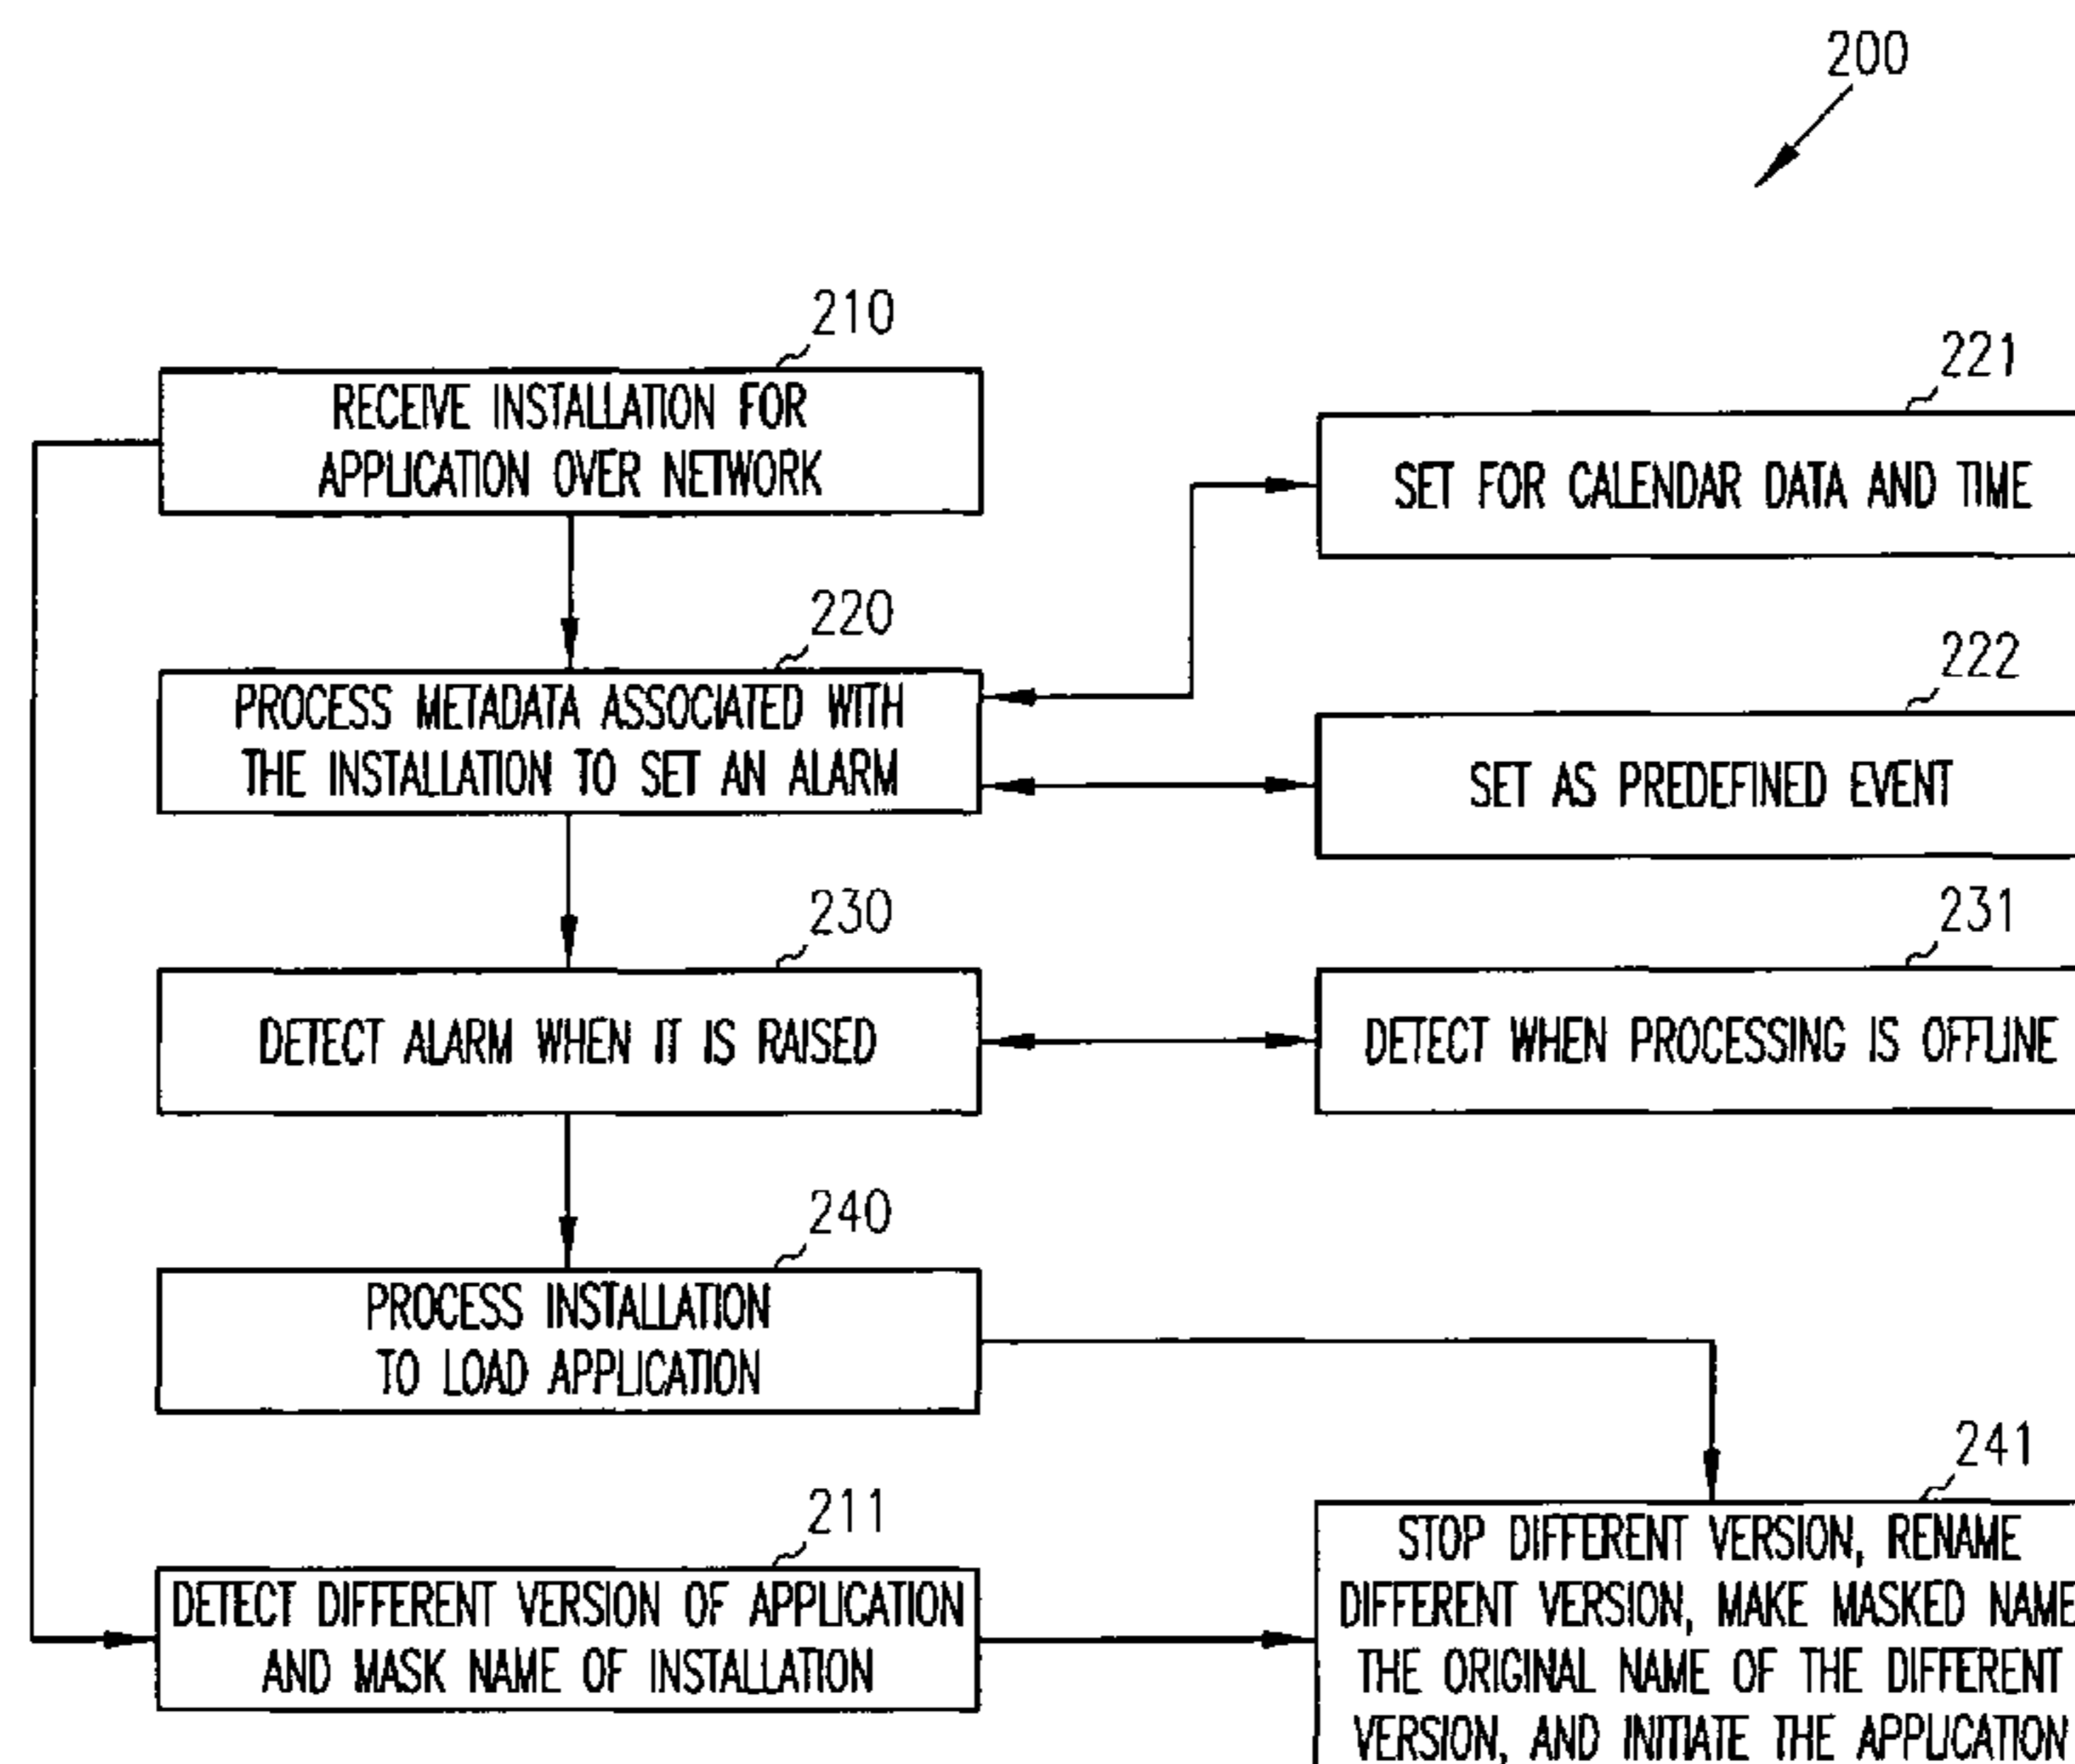 200
210
RECEIVE INSTALLATION FOR
APPLICATION OVER NETWORK
221
SET FOR CALENDAR DATA AND TIME
220
PROCESS METADATA ASSOCIATED WITH
THE INSTALLATION TO SET AN ALARM
222
SET AS PREDEFINED EVENT
230
DETECT ALARM WHEN IT IS RAISED
231
DETECT WHEN PROCESSING IS OFFLINE
240
PROCESS INSTALLATION
TO LOAD APPLICATION
211
DETECT DIFFERENT VERSION OF APPLICATION
AND MASK NAME OF INSTALLATION
241
STOP DIFFERENT VERSION, RENAME
DIFFERENT VERSION, MAKE MASKED NAME
THE ORIGINAL NAME OF THE DIFFERENT
VERSION, AND INITIATE THE APPLICATION